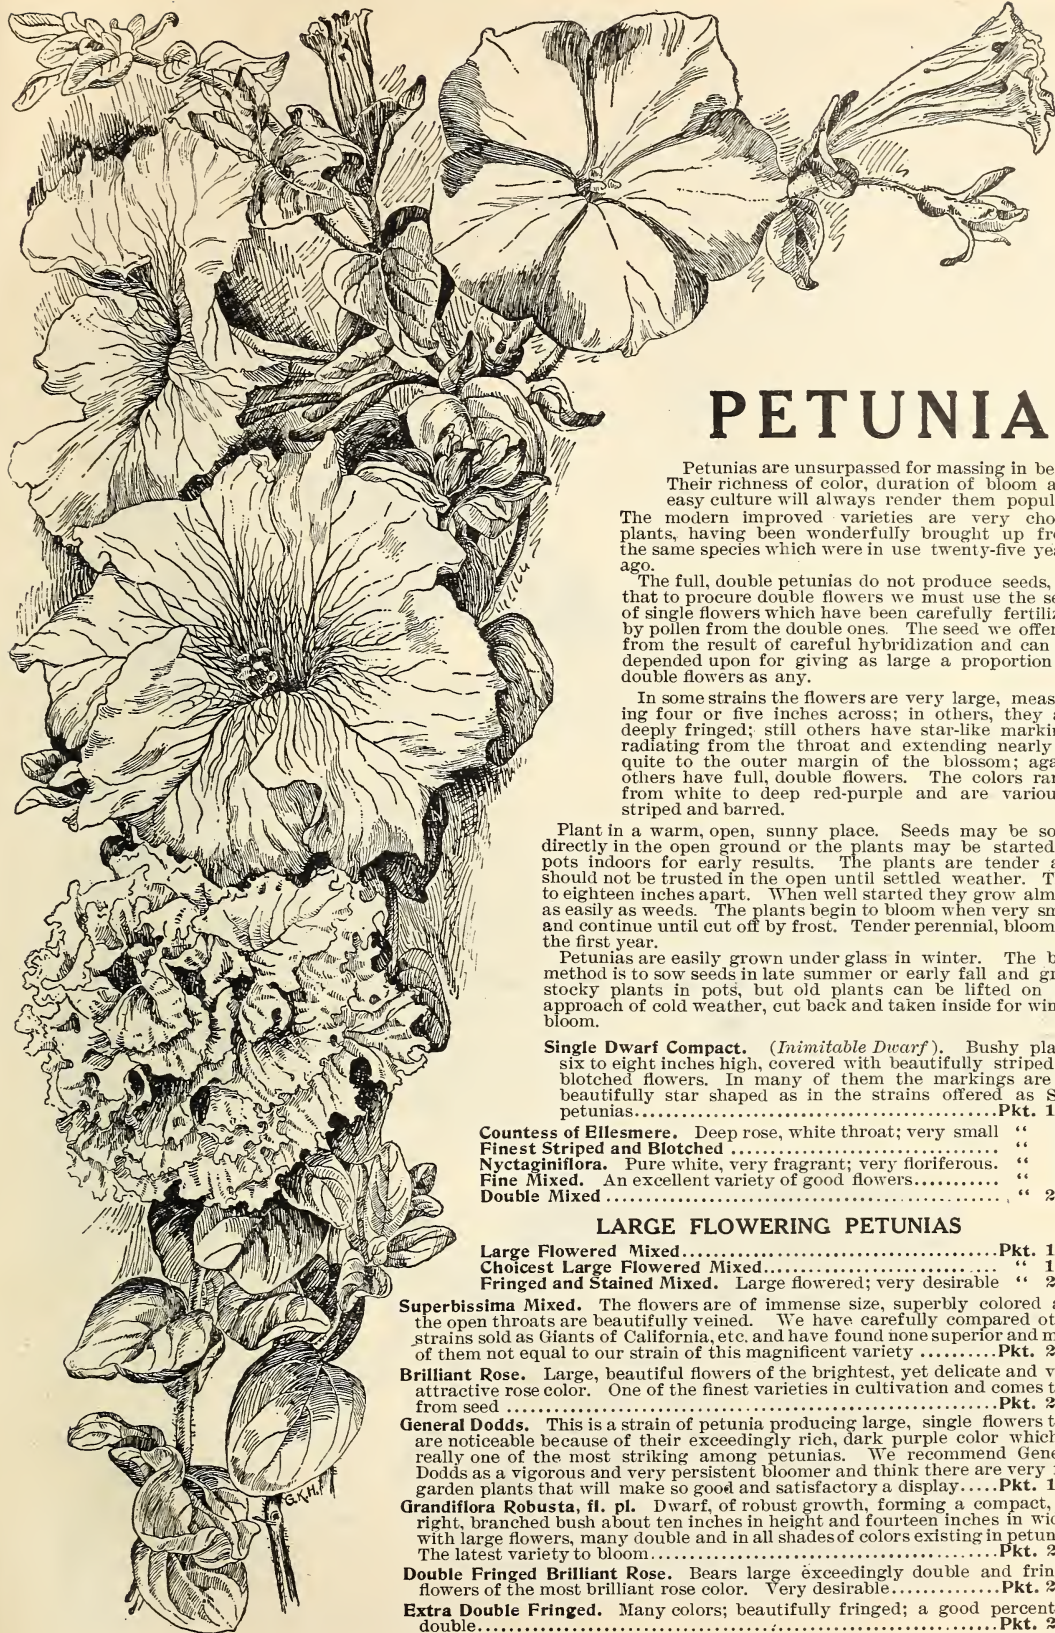 PETUNIA
Petunias are unsurpassed for massing in be
Their richness of color, duration of bloom a
easy culture will always render them popul
The modern improved varieties are very cho
plants, having been wonderfully brought up fr
the same species which were in use twenty-five ye
ago.
The full, double petunias do not produce seeds,
that to procure double flowers we must use the se
of single flowers which have been carefully fertiliz
by pollen from the double ones. The seed we offer
from the result of careful hybridization and can
depended upon for giving as large a proportion
double flowers as any.
In some strains the flowers are very large, meas
ing four or five inches across; in others, they a
deeply fringed; still others have star-like markin
radiating from the throat and extending nearly
quite to the outer margin of the blossom; aga
others have full, double flowers. The colors ran
from white to deep red-purple and are variou
striped and barred.
Plant in a warm, open, sunny place. Seeds may be so
directly in the open ground or the plants may be started
pots indoors for early results. The plants are tender a
should not be trusted in the open until settled weather. T
to eighteen inches apart. When well started they grow alm
as easily as weeds. The plants begin to bloom when very sm
and continue until cut off by frost. Tender perennial, bloom
the first year.
Petunias are easily grown under glass in winter. The b
method is to sow seeds in late summer or early fall and gr
stocky plants in pots, but old plants can be lifted on
approach of cold weather, cut back and taken inside for win
bloom.
Single Dwarf Compact. (Inimitable Dwarf). Bushy pla
six to eight inches high, covered with beautifully striped
blotched flowers. In many of them the markings are
beautifully star shaped as in the strains offered as S
petunias.....Pkt. 1
Countess of Ellesmere. Deep rose, white throat; very small "
Finest Striped and Blotched ..... "
Nyctaginiflora. Pure white, very fragrant; very floriferous. "
Fine Mixed. An excellent variety of good flowers..... "
Double Mixed ..... " 2
LARGE FLOWERING PETUNIAS
Large Flowered Mixed.....Pkt. 1
Choicest Large Flowered Mixed..... " 1
Fringed and Stained Mixed. Large flowered; very desirable " 2
Superbissima Mixed. The flowers are of immense size, superbly colored a
the open throats are beautifully veined. We have carefully compared ot
strains sold as Giants of California, etc. and have found none superior and m
of them not equal to our strain of this magnificent variety .....Pkt. 2
Brilliant Rose. Large, beautiful flowers of the brightest, yet delicate and v
attractive rose color. One of the finest varieties in cultivation and comes t
from seed .....Pkt. 2
General Dodds. This is a strain of petunia producing large, single flowers t
are noticeable because of their exceedingly rich, dark purple color which
really one of the most striking among petunias. We recommend Gene
Dodds as a vigorous and very persistent bloomer and think there are very
garden plants that will make so good and satisfactory a display.....Pkt. 1
Grandiflora Robusta, fl. pl. Dwarf, of robust growth, forming a compact,
right, branched bush about ten inches in height and fourteen inches in wid
with large flowers, many double and in all shades of colors existing in petun
The latest variety to bloom.....Pkt. 2
Double Fringed Brilliant Rose. Bears large exceedingly double and frin
flowers of the most brilliant rose color. Very desirable.....Pkt. 2
Extra Double Fringed. Many colors; beautifully fringed; a good percent
double.....Pkt. 2
G.K.H.